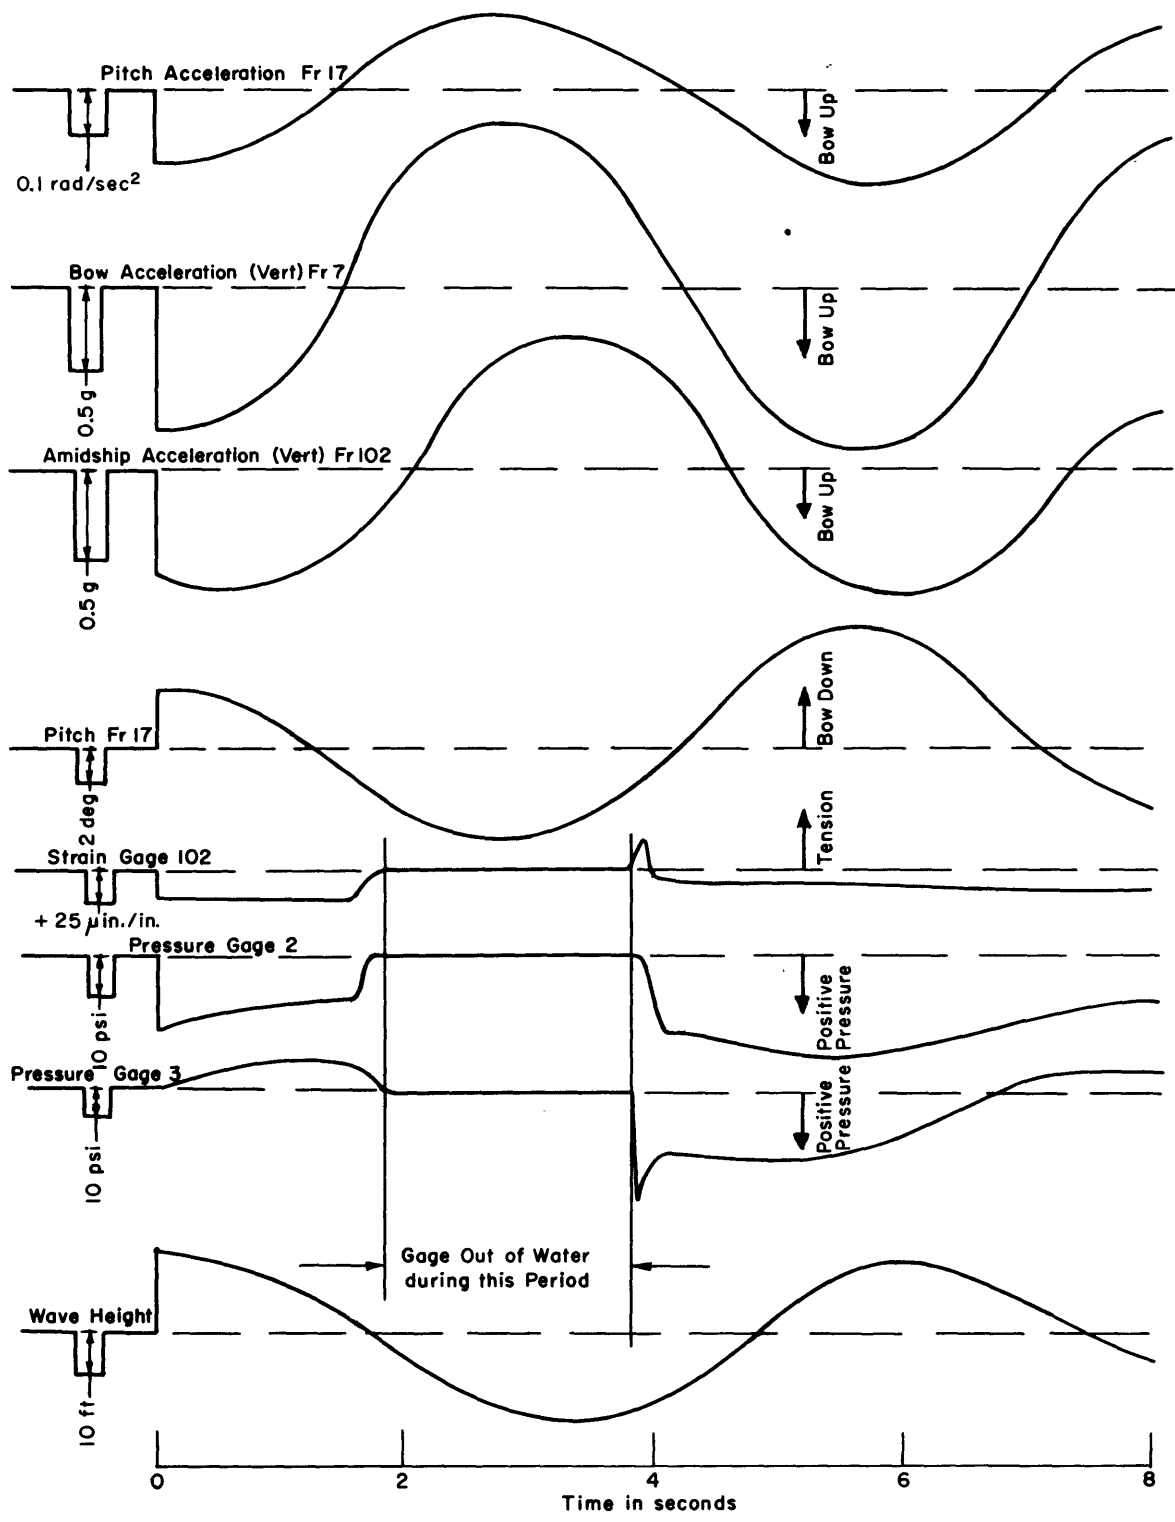 Pitch Acceleration Fr 17
Bow Up
0.1 rad/sec²
Bow Acceleration (Vert) Fr 7
Bow Up
0.5 g
Amidship Acceleration (Vert) Fr 102
Bow Up
0.5 g
Bow Down
Pitch Fr 17
2 deg
Tension
Strain Gage 102
+ 25 μin./in.
Pressure Gage 2
Positive
Pressure
10 psi
Pressure Gage 3
Positive
Pressure
10 psi
Gage Out of Water
during this Period
Wave Height
10 ft
0 2 4 6 8
Time in seconds